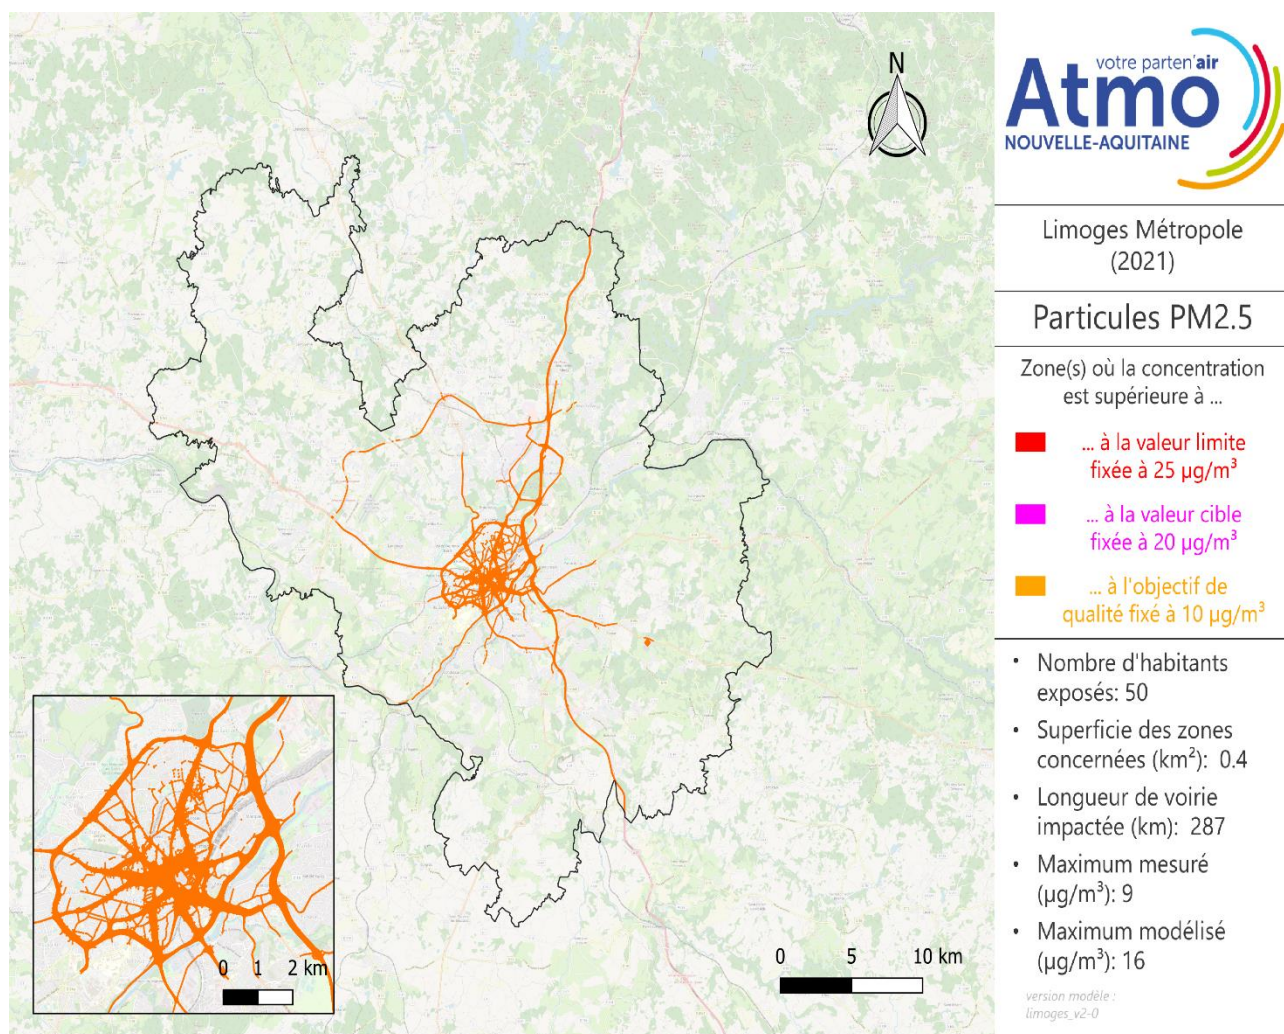 N
votre parten'air
Atmo
NOUVELLE-AQUITAINE
Limoges Métropole
(2021)
Particules PM2.5
Zone(s) où la concentration
est supérieure à ...
... à la valeur limite
fixée à 25 µg/m³
... à la valeur cible
fixée à 20 µg/m³
... à l'objectif de
qualité fixé à 10 µg/m³
• Nombre d'habitants
exposés: 50
• Superficie des zones
concernées (km²): 0.4
• Longueur de voirie
impactée (km): 287
• Maximum mesuré
(µg/m³): 9
• Maximum modélisé
(µg/m³): 16
version modèle :
limoges_v2-0
0 1 2 km
0 5 10 km